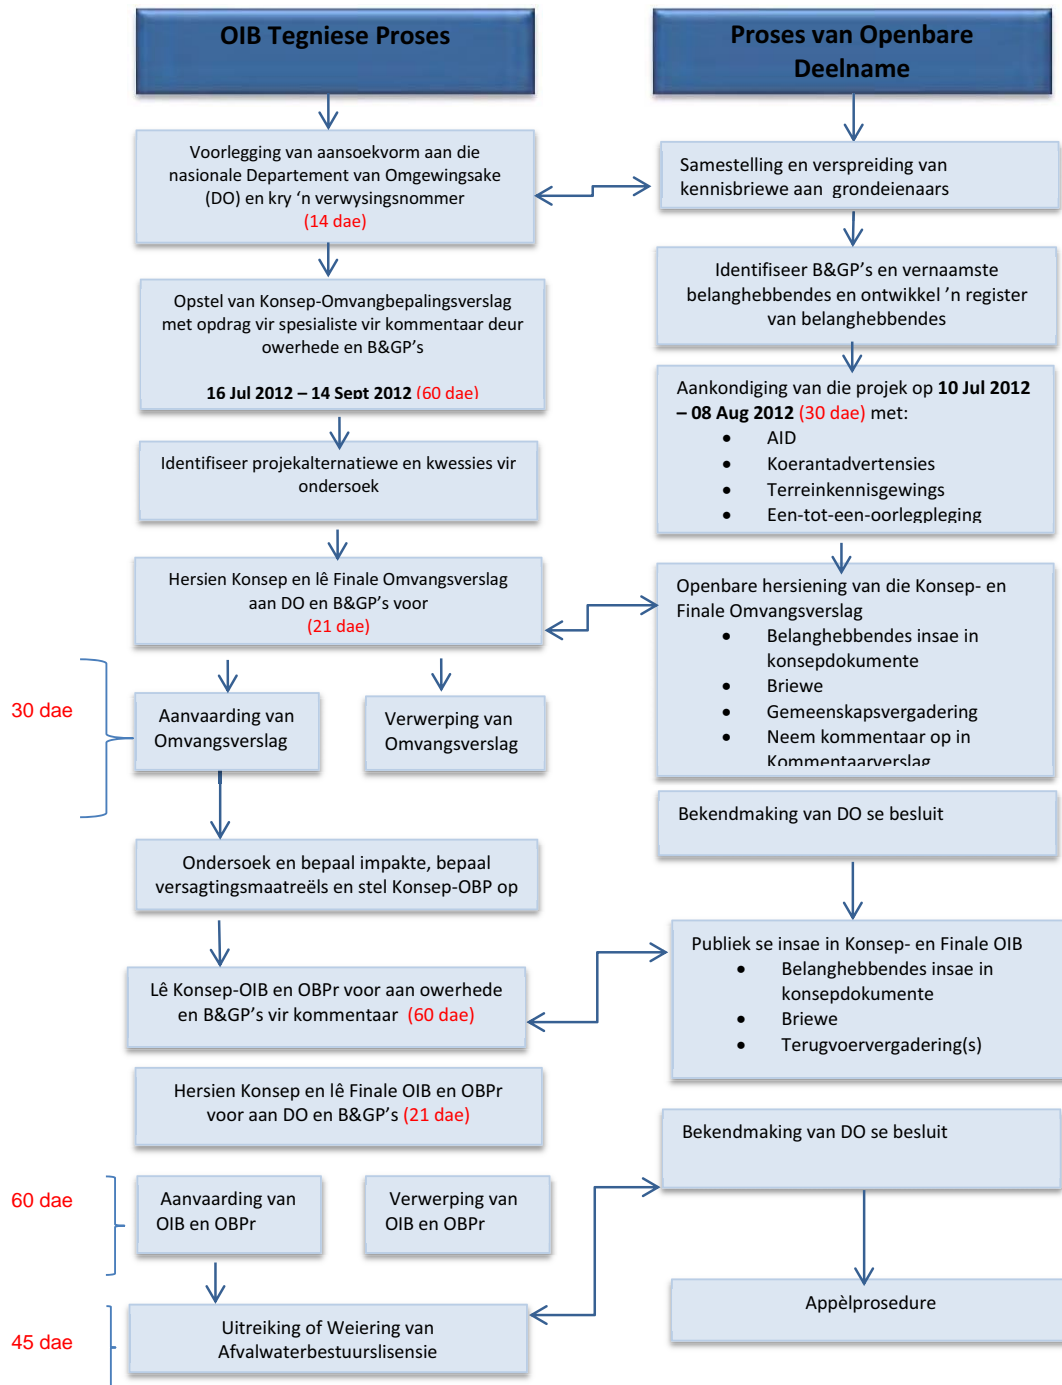 OIB Tegniese Proses
Voorlegging van aansoekvorm aan die
nasionale Departement van Omgewingsake
(DO) en kry ‘n verwysingsnommer
(14 dae)
Opstel van Konsep-Omvangbepalingsverslag
met opdrag vir spesialiste vir kommentaar deur
owerhede en B&GP’s
16 Jul 2012 – 14 Sept 2012 (60 dae)
Identifiseer projekalternatiewe en kwessies vir
ondersoek
Hersien Konsep en lê Finale Omvangsverslag
aan DO en B&GP’s voor
(21 dae)
30 dae
Aanvaarding van
Omvangsverslag
Verwerping van
Omvangsverslag
Ondersoek en bepaal impakte, bepaal
versagtingsmaatreëls en stel Konsep-OBP op
Lê Konsep-OIB en OBPr voor aan owerhede
en B&GP’s vir kommentaar (60 dae)
Hersien Konsep en lê Finale OIB en OBPr
voor aan DO en B&GP’s (21 dae)
60 dae
Aanvaarding van
OIB en OBPr
Verwerping van
OIB en OBPr
45 dae
Uitreiking of Weiering van
Afvalwaterbestuurslisensie
Proses van Openbare
Deelname
Samestelling en verspreiding van
kennisbriewe aan grondeienaars
Identifiseer B&GP’s en vernaamste
belanghebbendes en ontwikkel ’n register
van belanghebbendes
Aankondiging van die projek op 10 Jul 2012
– 08 Aug 2012 (30 dae) met:
• AID
• Koerantadvertensies
• Terreinkennisgewings
• Een-tot-een-oorlegpleging
Openbare hersiening van die Konsep- en
Finale Omvangsverslag
• Belanghebbendes insae in
konsepdokumente
• Briewe
• Gemeenskapsvergadering
• Neem kommentaar op in
Kommentaarverslag
Bekendmaking van DO se besluit
Publiek se insae in Konsep- en Finale OIB
• Belanghebbendes insae in
konsepdokumente
• Briewe
• Terugvoervergadering(s)
Bekendmaking van DO se besluit
Appèlprosedure